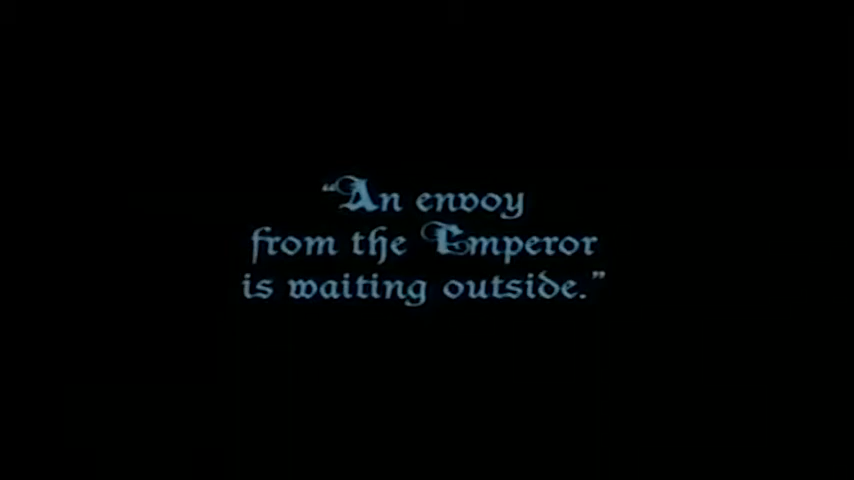 “An envoy
from the Emperor
is waiting outside.”